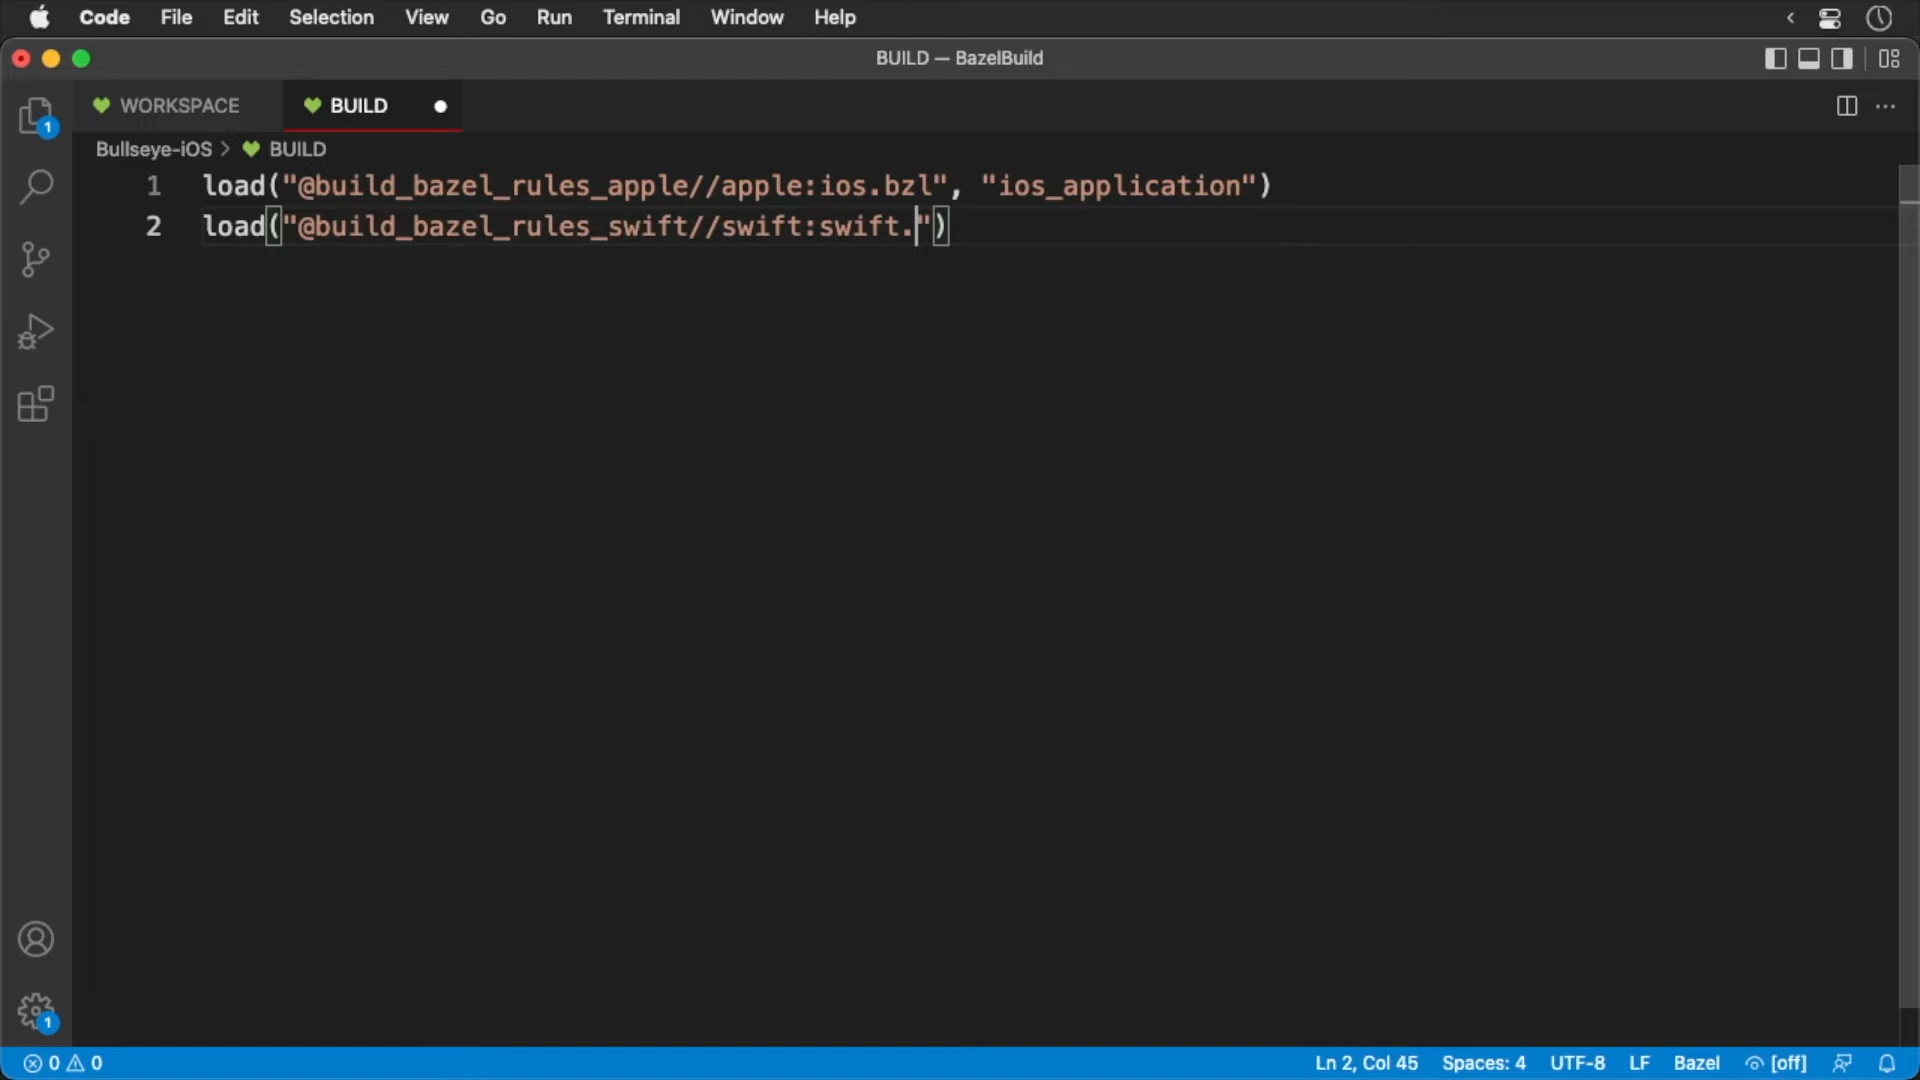 Code File Edit Selection View Go Run Terminal Window Help
BUILD — BazelBuild
WORKSPACE BUILD
1
Bullseye-iOS > BUILD
1 load("@build_bazel_rules_apple//apple:ios.bzl", "ios_application")
2 load("@build_bazel_rules_swift//swift:swift.")
1
0 0 Ln 2, Col 45 Spaces: 4 UTF-8 LF Bazel [off]